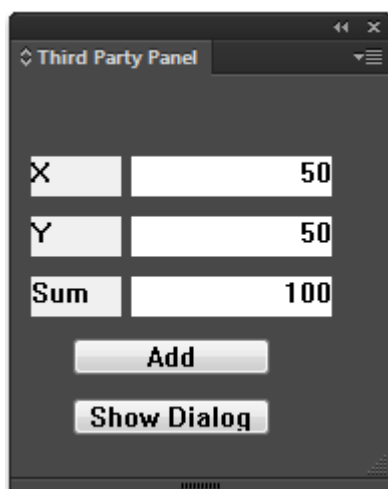 Third Party Panel
X 50
Y 50
Sum 100
Add
Show Dialog